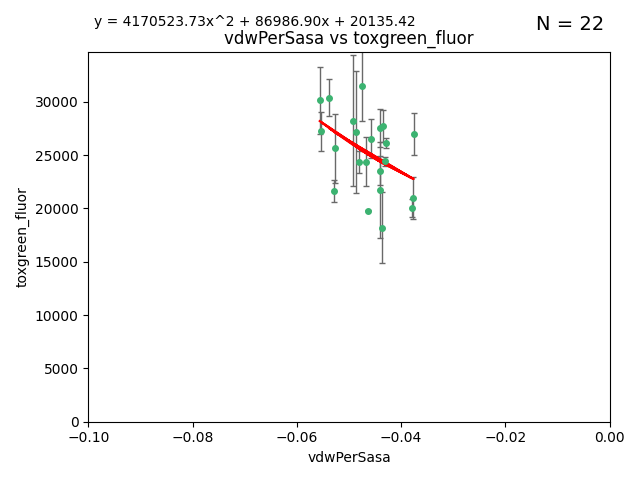 y = 4170523.73x^2 + 86986.90x + 20135.42
N = 22
vdwPerSasa vs toxgreen_fluor
30000
25000
20000
15000
10000
5000
0
toxgreen_fluor
−0.10
−0.08
−0.06
−0.04
−0.02
0.00
vdwPerSasa